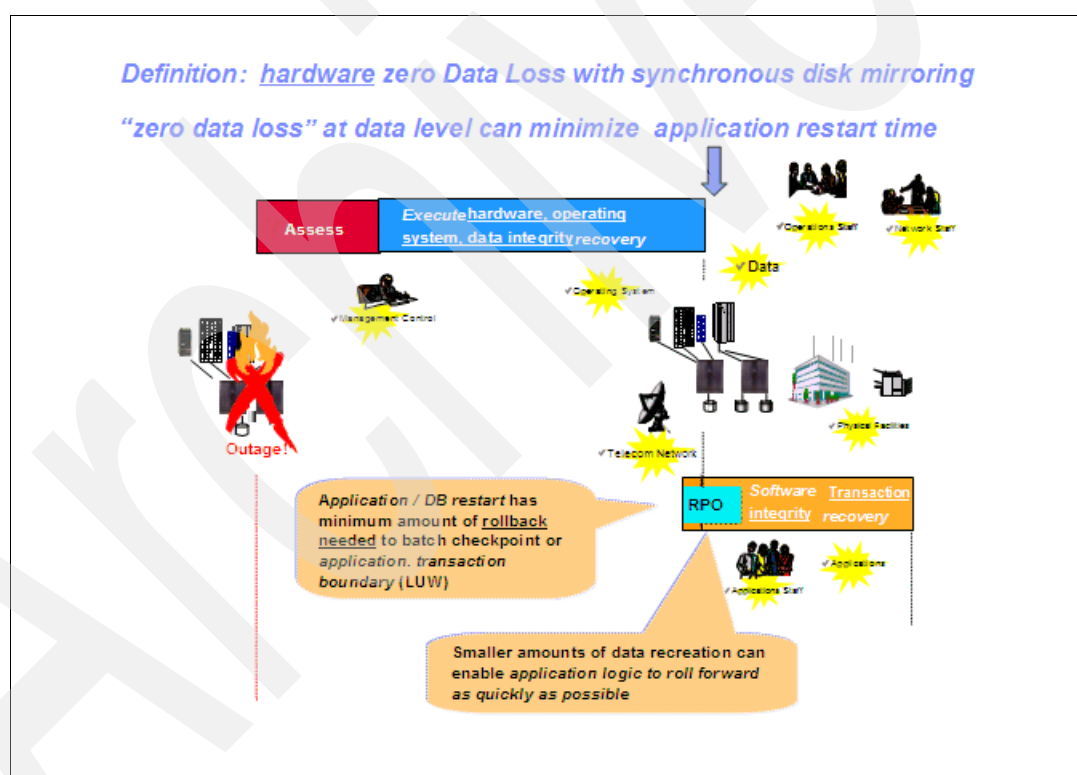 Definition: hardware zero Data Loss with synchronous disk mirroring
“zero data loss” at data level can minimize application restart time
Assess
Execute hardware, operating
system, data integrity recovery
✓Operations Staff
✓Network Staff
✓Data
✓Operating System
✓Management Control
Outage!
✓Physical Facilities
✓Telecom Network
Application / DB restart has
minimum amount of rollback
needed to batch checkpoint or
application. transaction
boundary (LUW)
RPO
Software Transaction
integrity recovery
✓Applications
✓Applications Staff
Smaller amounts of data recreation can
enable application logic to roll forward
as quickly as possible
Archive